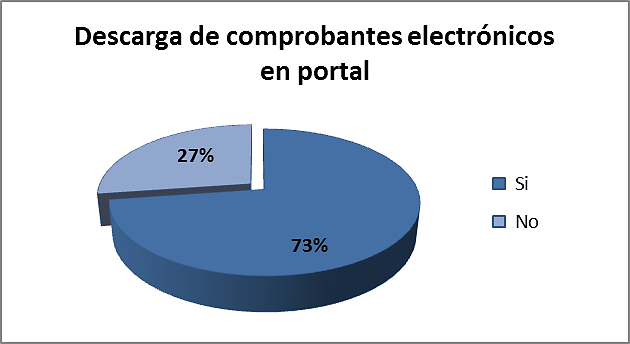 Descarga de comprobantes electrónicos
en portal
27%
73%
Si
No